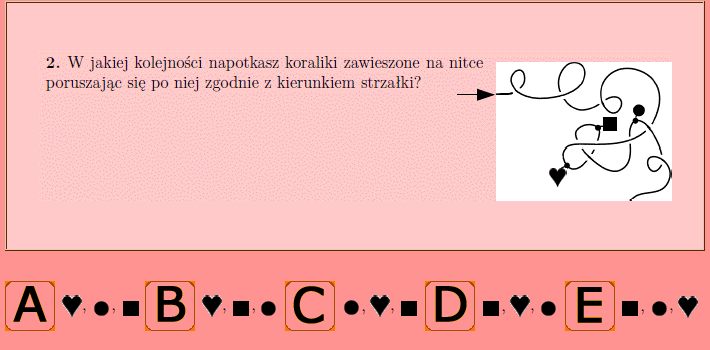 2. W jakiej kolejności napotkasz koraliki zawieszone na nitce
poruszając się po niej zgodnie z kierunkiem strzałki?
A ♥, ●, ■ B ♥, ■, ● C ●, ♥, ■ D ■, ♥, ● E ■, ●, ♥